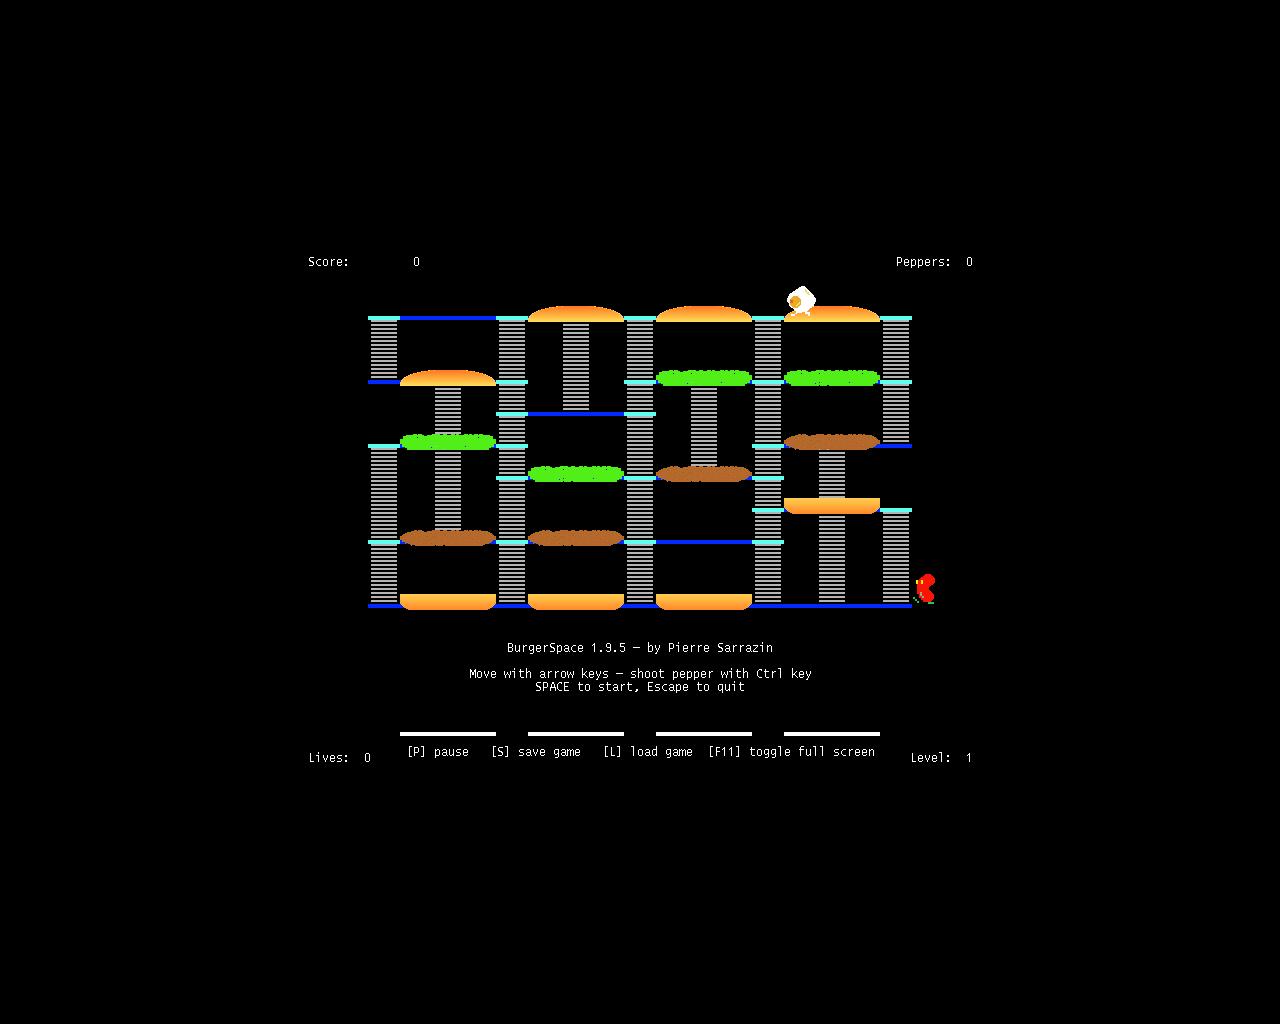 Score: 0
Peppers: 0
BurgerSpace 1.9.5 – by Pierre Sarrazin
Move with arrow keys – shoot pepper with Ctrl key
SPACE to start, Escape to quit
[P] pause [S] save game [L] load game [F11] toggle full screen
Lives: 0
Level: 1